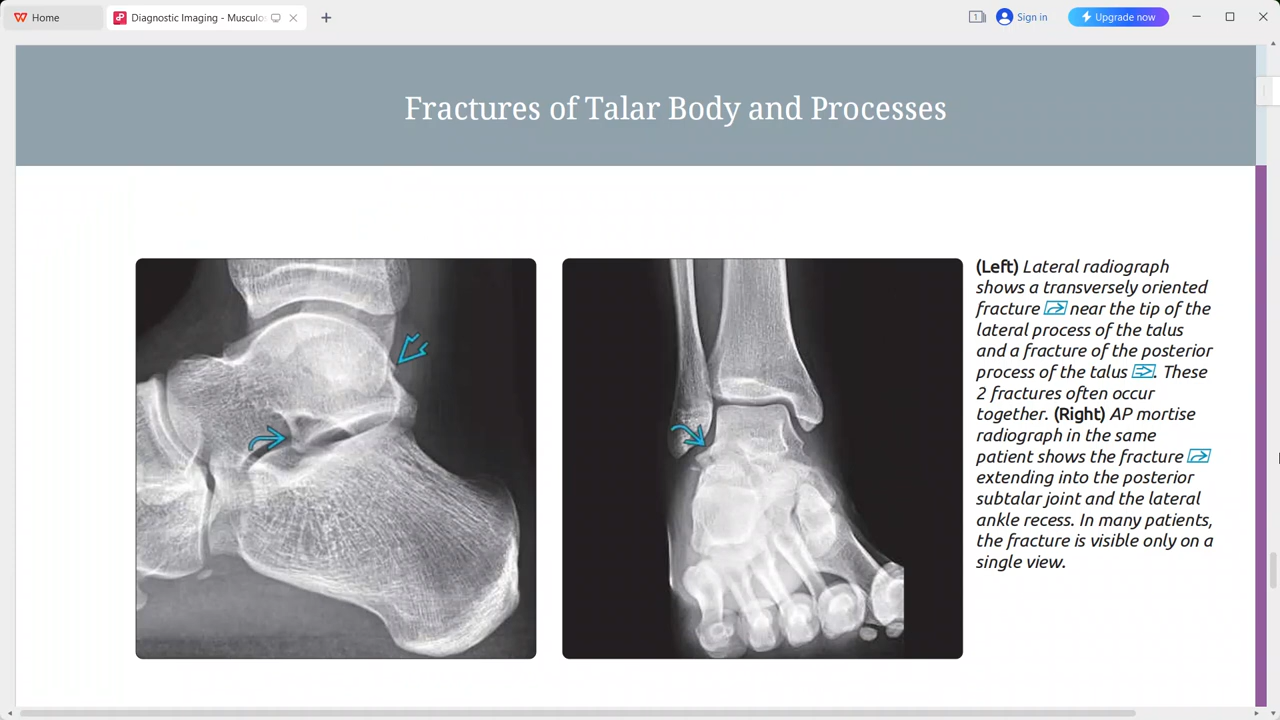 Home
Diagnostic Imaging - Musculos
Sign in
Upgrade now
Fractures of Talar Body and Processes
(Left) Lateral radiograph
shows a transversely oriented
fracture near the tip of the
lateral process of the talus
and a fracture of the posterior
process of the talus . These
2 fractures often occur
together. (Right) AP mortise
radiograph in the same
patient shows the fracture
extending into the posterior
subtalar joint and the lateral
ankle recess. In many patients,
the fracture is visible only on a
single view.